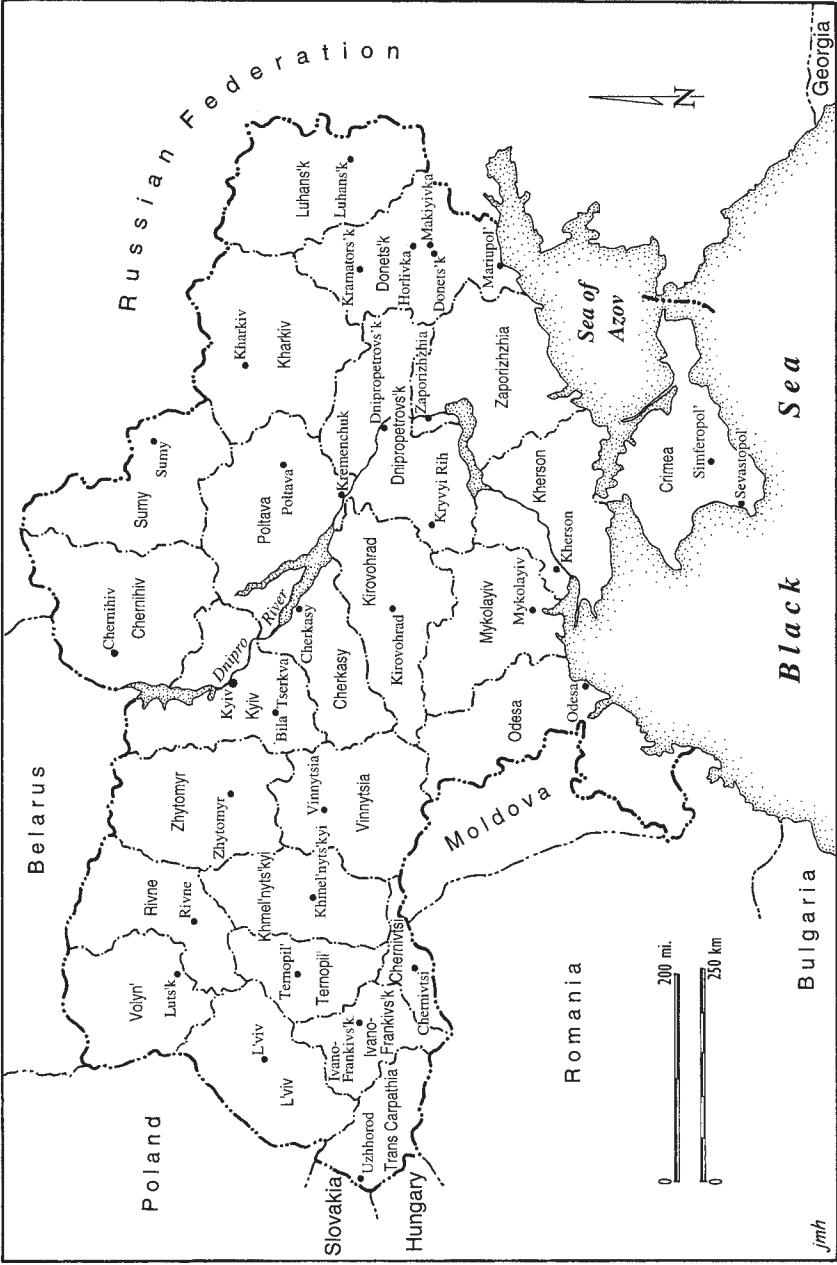 Russian Federation
Belarus
Poland
Slovakia
Hungary
Romania
Moldova
Bulgaria
Georgia
Black Sea
Sea of
Azov
Dnipro
River
N
Volyn'
Luts'k
Rivne
Rivne
Zhytomyr
Zhytomyr
Kyiv
Kyiv
Bila Tserkva
Chernihiv
Chernihiv
Sumy
Sumy
L'viv
L'viv
Ternopil'
Ternopil'
Khmel'nyts'kyi
Khmel'nyts'kyi
Vinnytsia
Vinnytsia
Cherkasy
Cherkasy
Poltava
Poltava
Kremenchuk
Kharkiv
Kharkiv
Luhans'k
Luhans'k
Uzhhorod
Trans Carpathia
Ivano-
Frankivs'k
Ivano-
Frankivs'k
Chernivtsi
Chernivtsi
Kirovohrad
Kirovohrad
Dnipropetrovs'k
Dnipropetrovs'k
Kryvyi Rih
Kramators'k
Donets'k
Horlivka
Makiyivka
Donets'k
Mariupol'
Zaporizhzhia
Zaporizhzhia
Odesa
Odesa
Mykolayiv
Mykolayiv
Kherson
Kherson
Crimea
Simferopol'
Sevastopol'
0 200 mi.
0 250 km
jmh